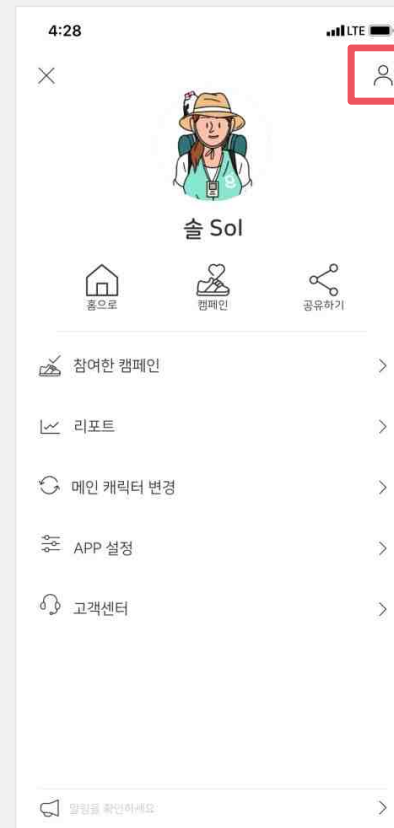 4:28
LTE
솔 Sol
홈으로
캠페인
공유하기
참여한 캠페인
리포트
메인 캐릭터 변경
APP 설정
고객센터
알림을 확인하세요